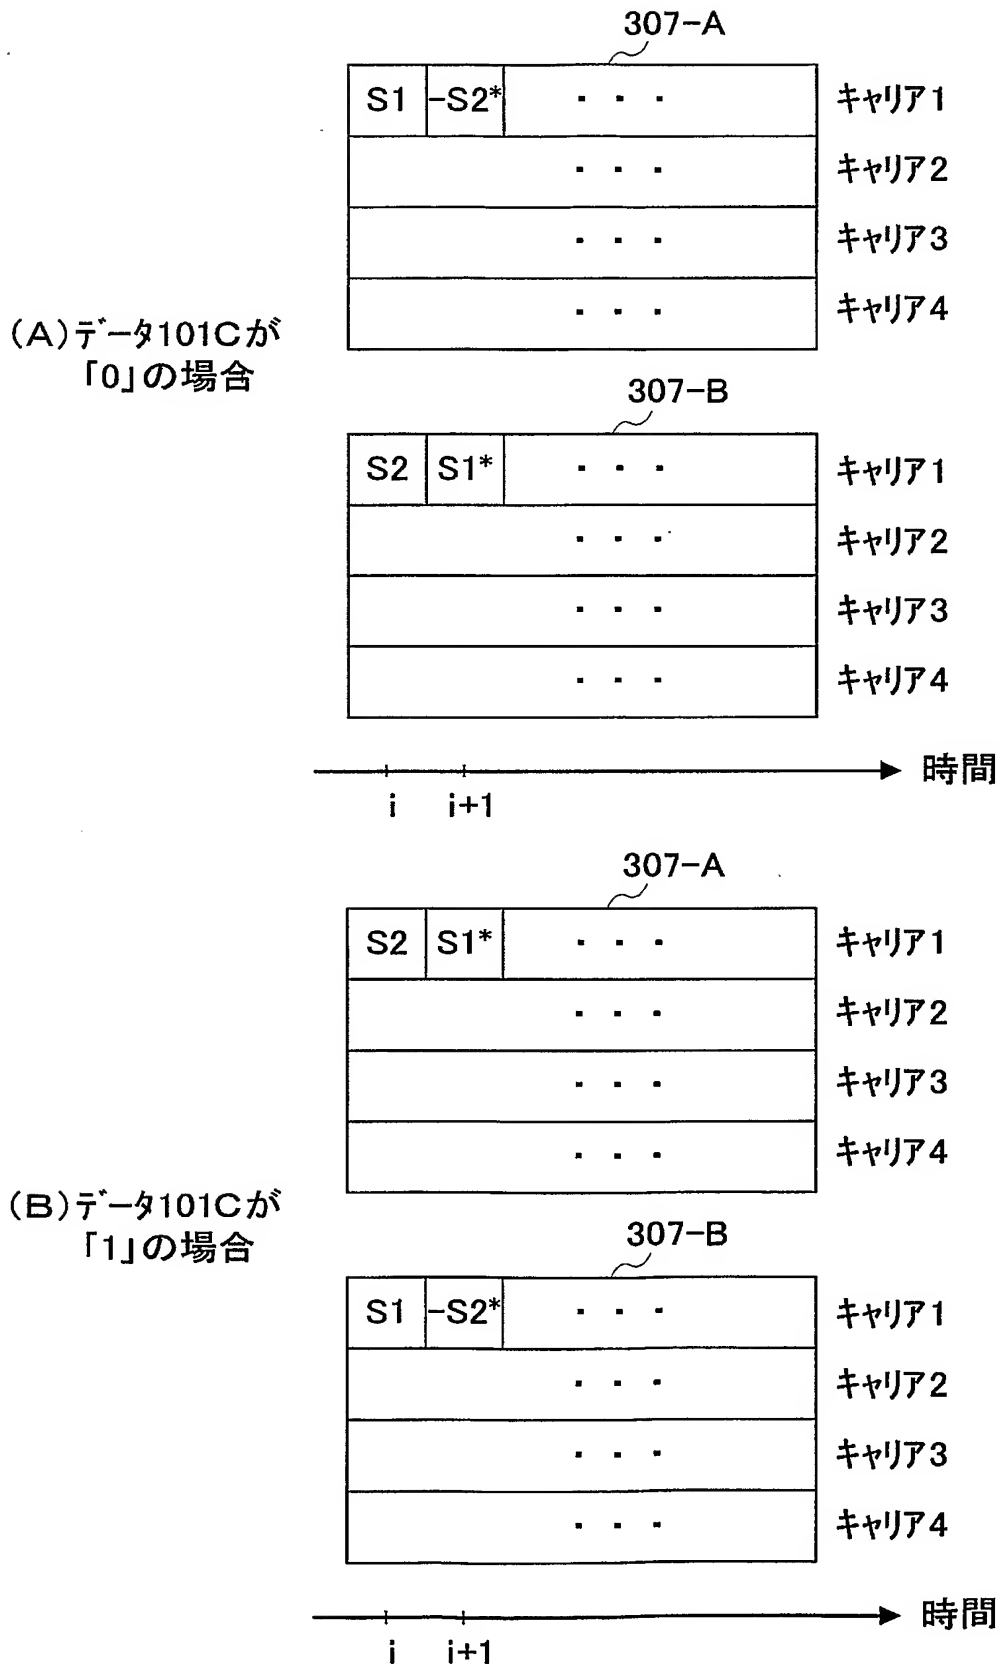 307-A
S1 -S2* ・ ・ ・ キャリア1
・ ・ ・ キャリア2
・ ・ ・ キャリア3
・ ・ ・ キャリア4
(A)データ101Cが
「0」の場合
307-B
S2 S1* ・ ・ ・ キャリア1
・ ・ ・ キャリア2
・ ・ ・ キャリア3
・ ・ ・ キャリア4
時間
i i+1
307-A
S2 S1* ・ ・ ・ キャリア1
・ ・ ・ キャリア2
・ ・ ・ キャリア3
・ ・ ・ キャリア4
(B)データ101Cが
「1」の場合
307-B
S1 -S2* ・ ・ ・ キャリア1
・ ・ ・ キャリア2
・ ・ ・ キャリア3
・ ・ ・ キャリア4
時間
i i+1